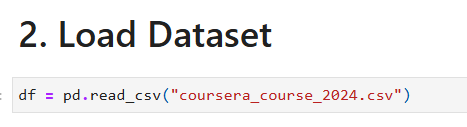 2. Load Dataset
df = pd.read_csv("coursera_course_2024.csv")